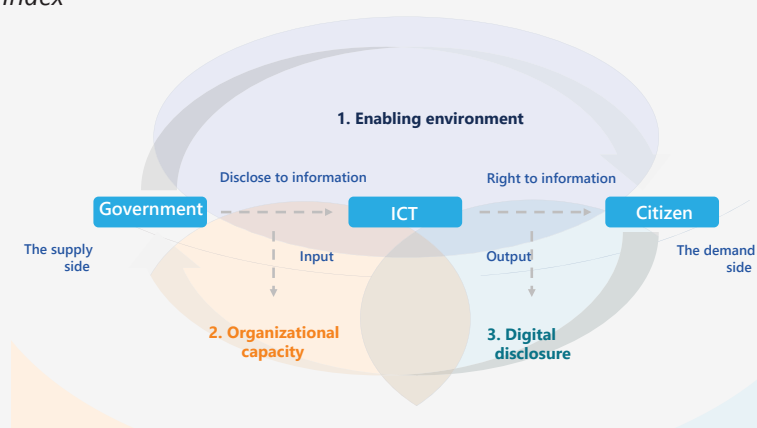 Index
1. Enabling environment
Disclose to information
Right to information
Government
ICT
Citizen
The supply
side
Input
Output
The demand
side
2. Organizational
capacity
3. Digital
disclosure